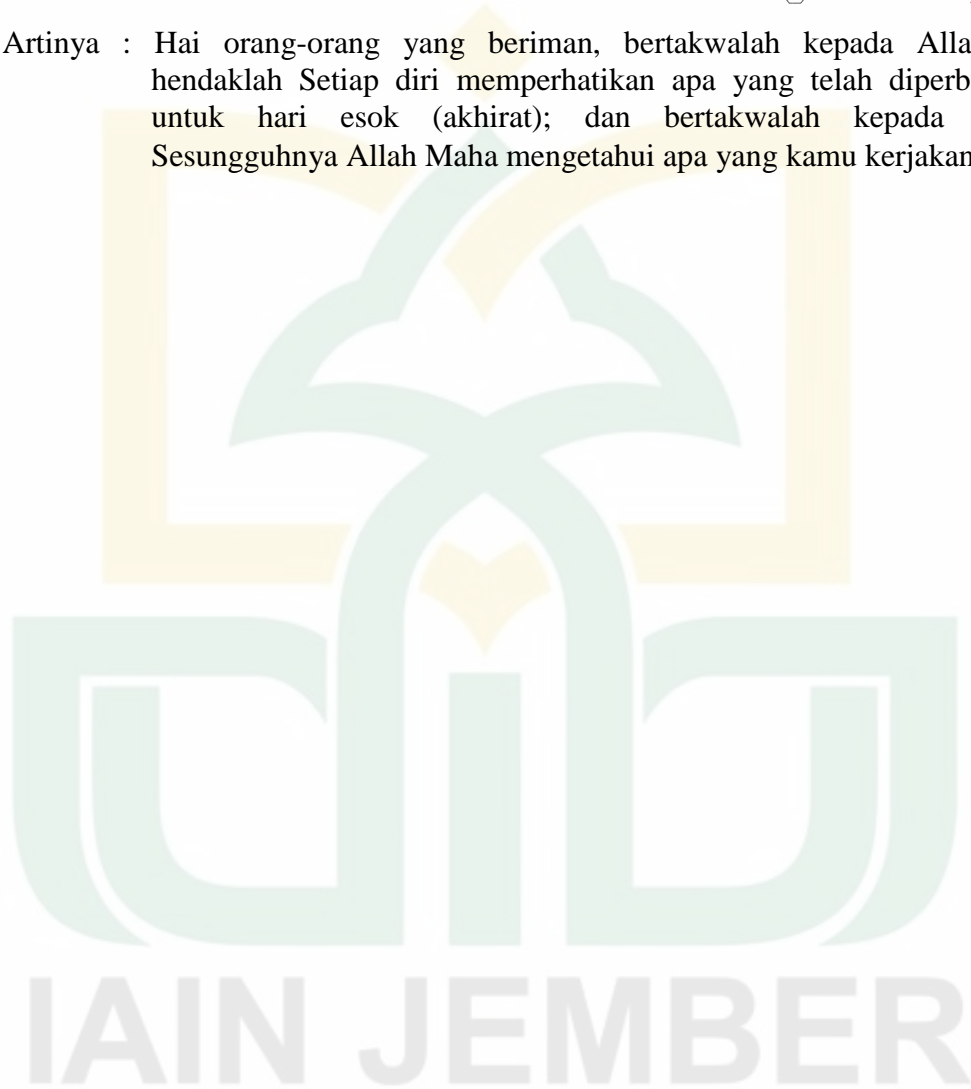 Artinya : Hai orang-orang yang beriman, bertakwalah kepada
hendaklah Setiap diri memperhatikan apa yang telah
untuk hari esok (akhirat); dan bertakwalah kepada
Sesungguhnya Allah Maha mengetahui apa yang kamu kerjakan
IAIN JEMBER